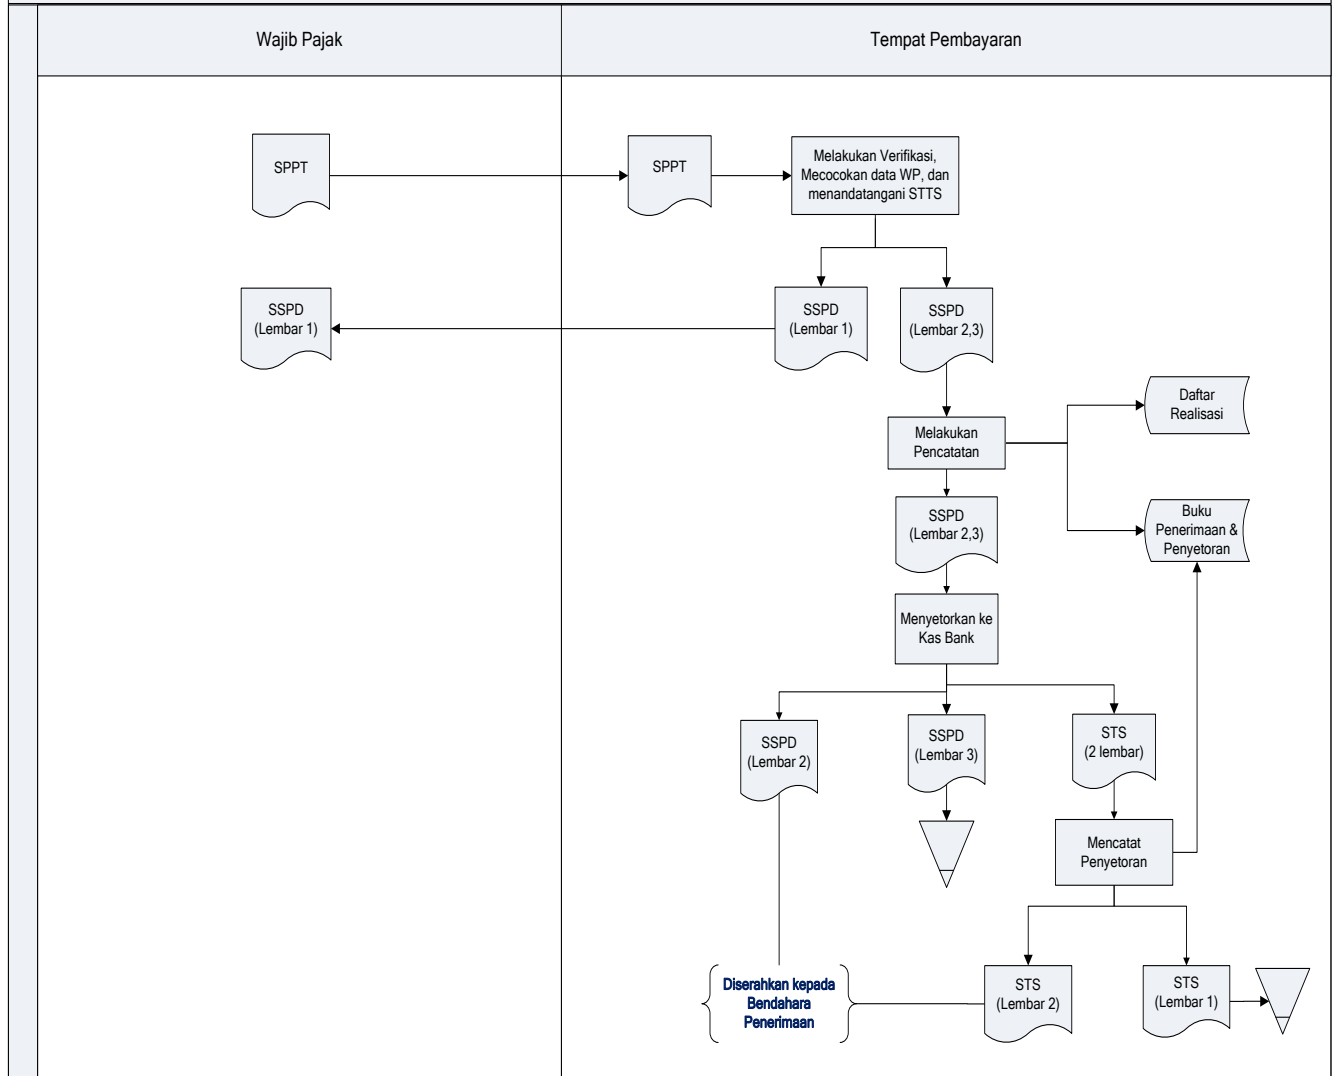 Wajib Pajak
Tempat Pembayaran
SPPT
SPPT
Melakukan Verifikasi,
Mecocokan data WP, dan
menandatangani STTS
SSPD
(Lembar 1)
SSPD
(Lembar 1)
SSPD
(Lembar 2,3)
Daftar
Realisasi
Melakukan
Pencatatan
SSPD
(Lembar 2,3)
Buku
Penerimaan &
Penyetoran
Menyetorkan ke
Kas Bank
SSPD
(Lembar 2)
SSPD
(Lembar 3)
STS
(2 lembar)
Mencatat
Penyetoran
Diserahkan kepada
Bendahara
Penerimaan
STS
(Lembar 2)
STS
(Lembar 1)